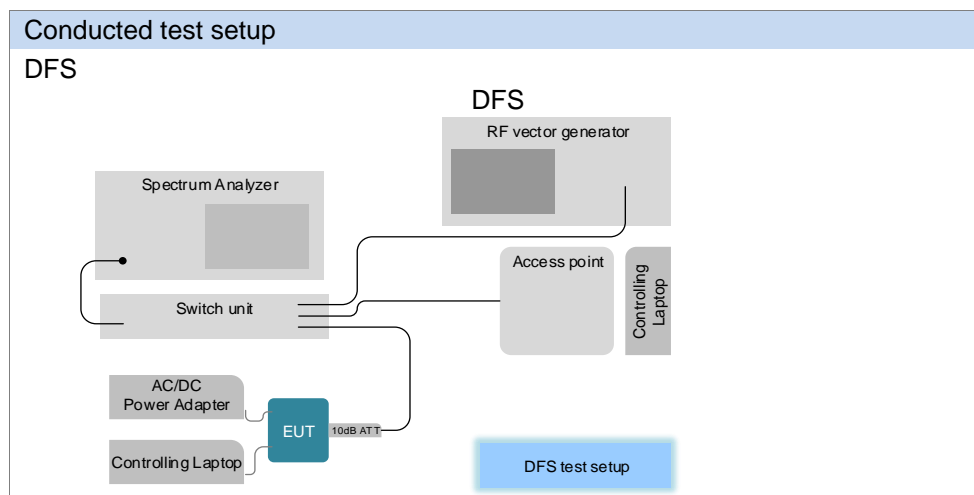 Conducted test setup
DFS
DFS
RF vector generator
Spectrum Analyzer
Access point
Controlling
Laptop
Switch unit
AC/DC
Power Adapter
EUT
10dB ATT
Controlling Laptop
DFS test setup